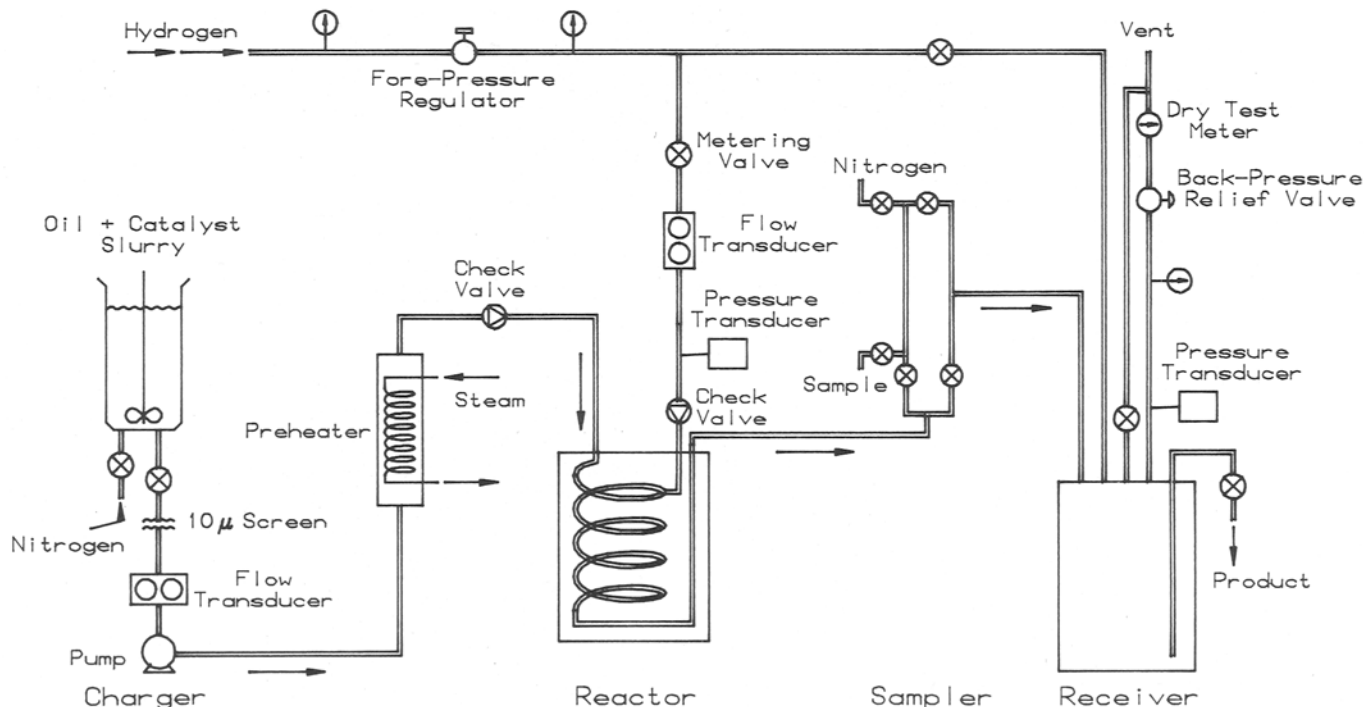 Hydrogen
Fore-Pressure
Regulator
Vent
Dry Test
Meter
Metering
Valve
Nitrogen
Back-Pressure
Relief Valve
Oil + Catalyst
Slurry
Flow
Transducer
Check
Valve
Pressure
Transducer
Pressure
Transducer
Steam
Sample
Check
Valve
Preheater
10μ Screen
Nitrogen
Flow
Transducer
Product
Pump
Charger
Reactor
Sampler
Receiver